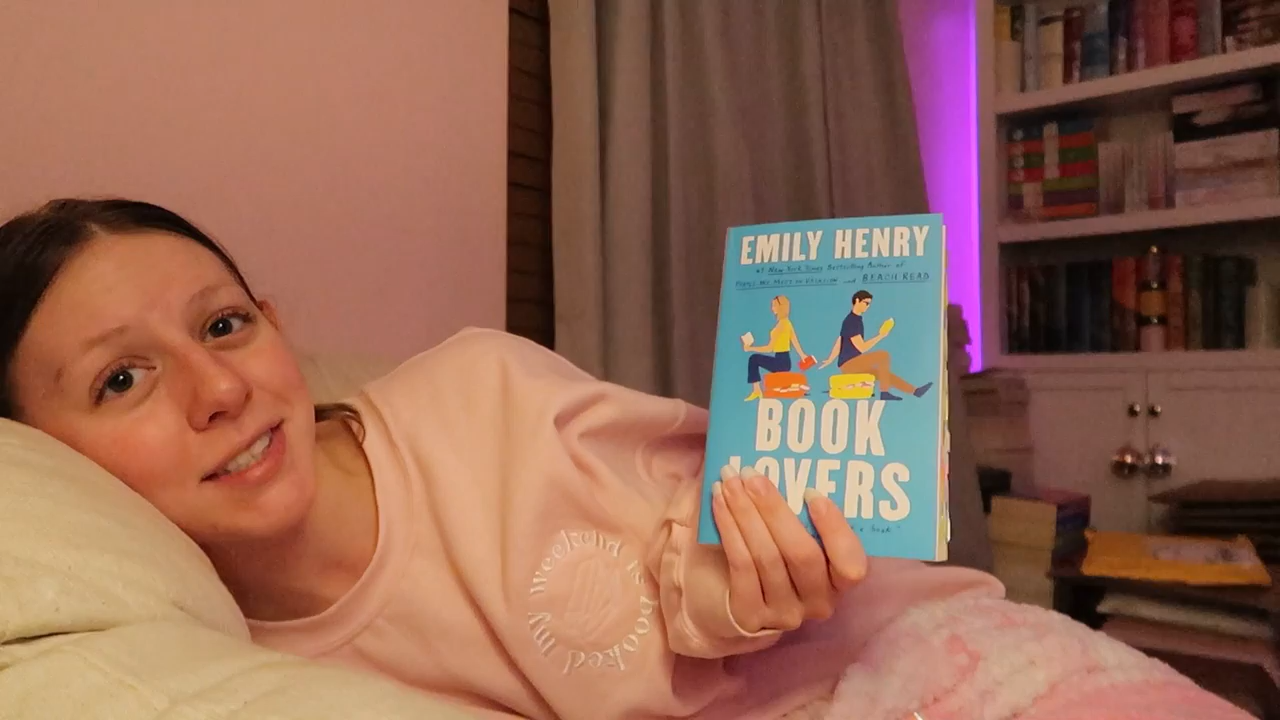 EMILY HENRY
#1 New York Times Bestselling Author of
PEOPLE WE MEET ON VACATION and BEACH READ
BOOK
LOVERS
a book"
my weekend is booked